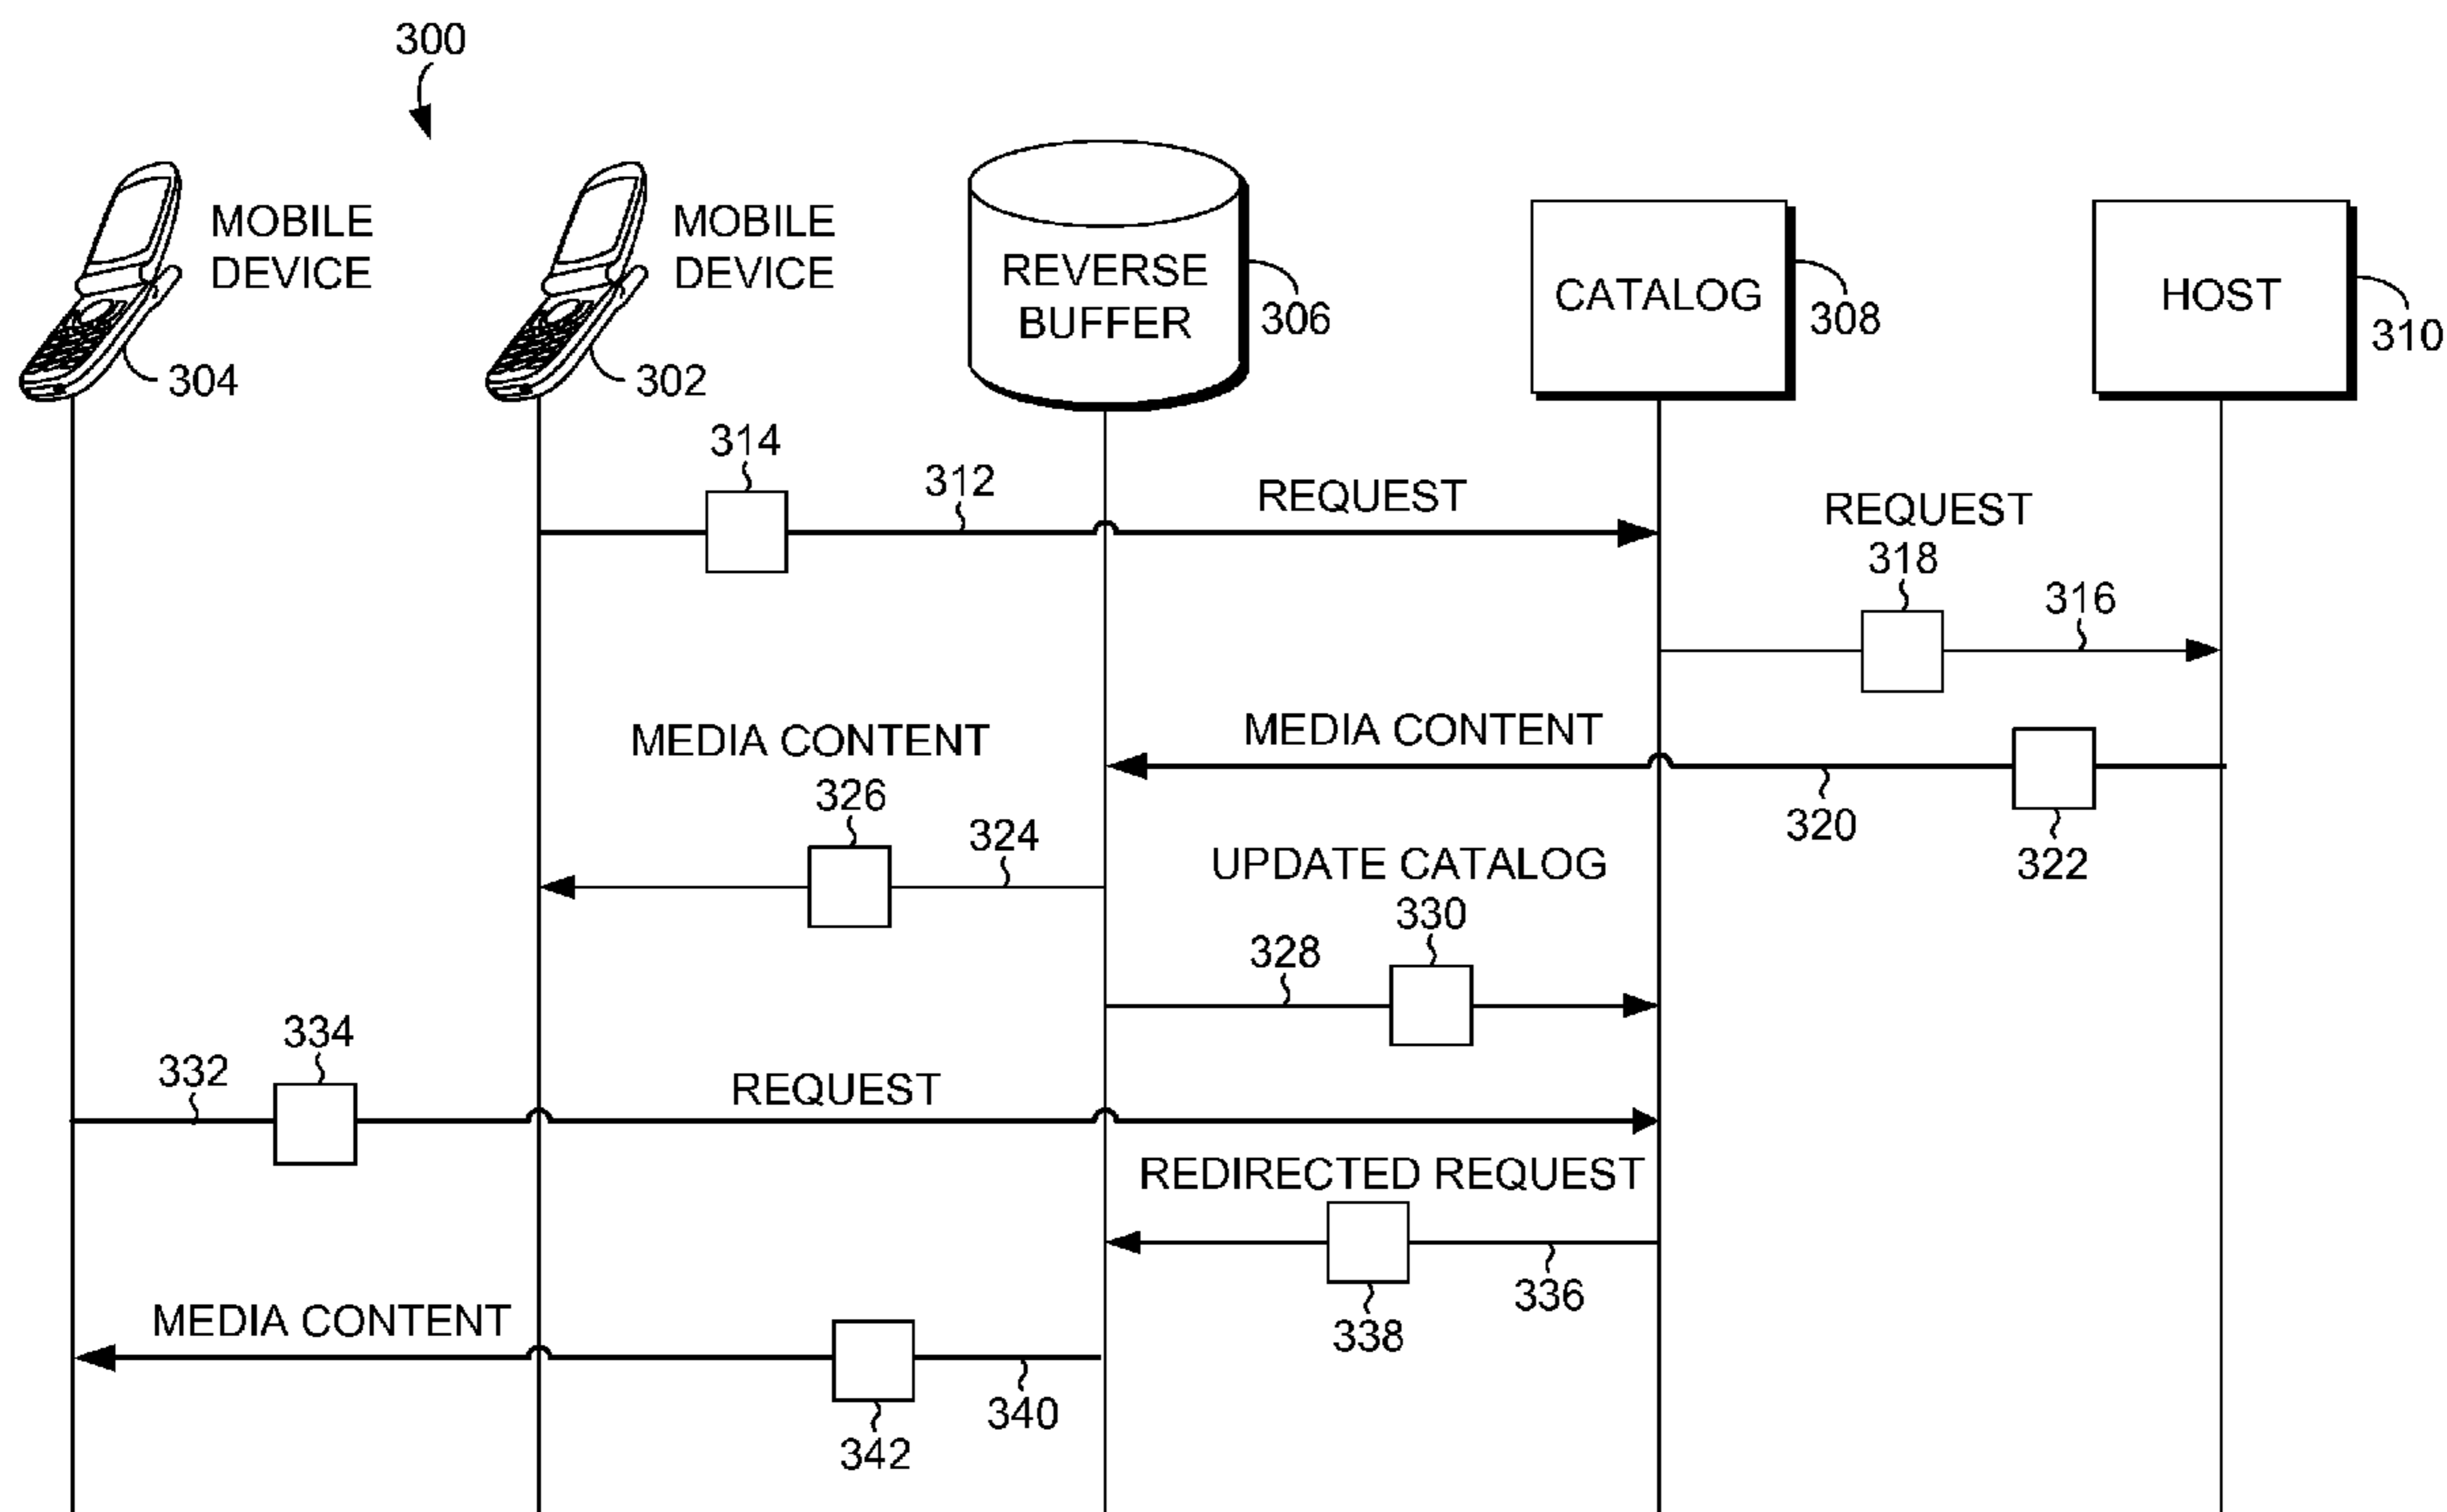 300
MOBILE
DEVICE
304
MOBILE
DEVICE
302
REVERSE
BUFFER
306
CATALOG
308
HOST
310
314
312
REQUEST
REQUEST
318
316
MEDIA CONTENT
320
322
MEDIA CONTENT
326
324
UPDATE CATALOG
330
328
332
334
REQUEST
REDIRECTED REQUEST
338
336
MEDIA CONTENT
342
340